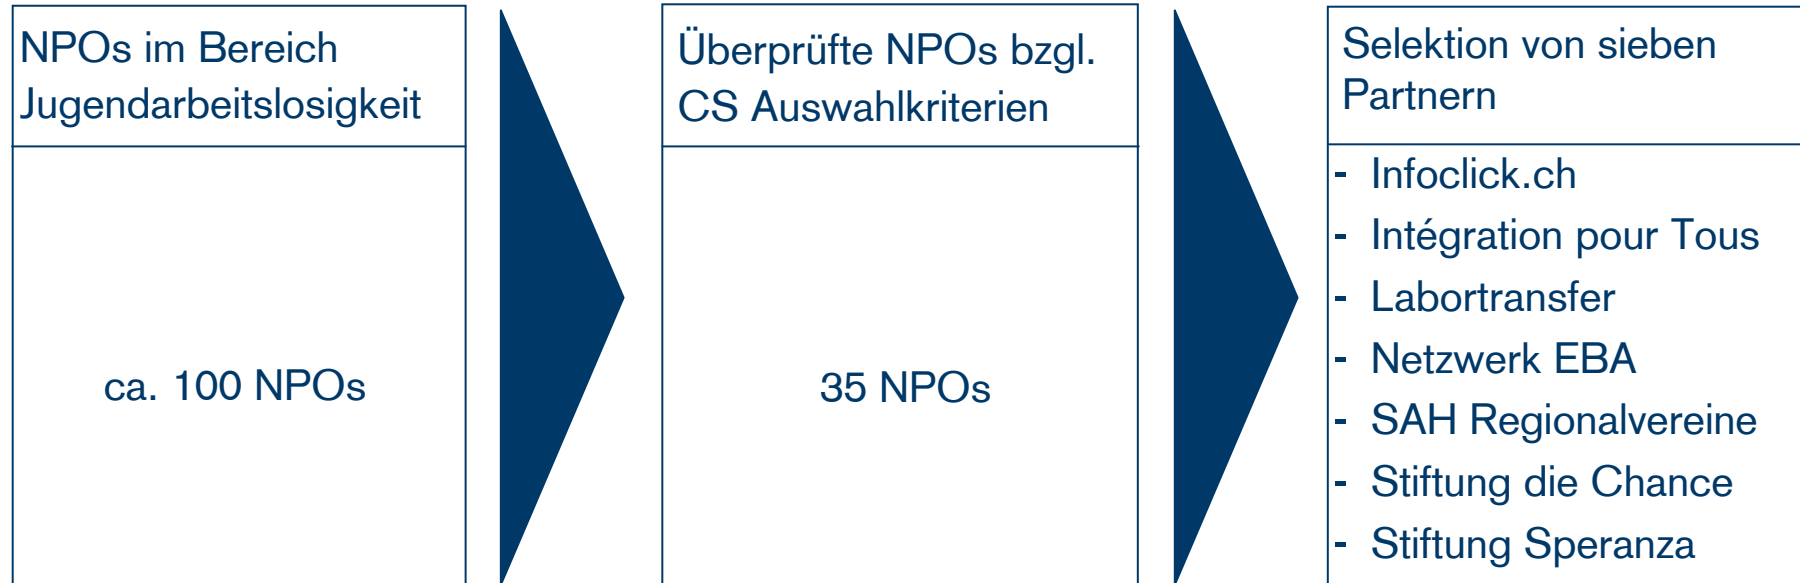 NPOs im Bereich
Jugendarbeitslosigkeit
ca. 100 NPOs
Überprüfte NPOs bzgl.
CS Auswahlkriterien
35 NPOs
Selektion von sieben
Partnern
- Infoclick.ch
- Intégration pour Tous
- Labortransfer
- Netzwerk EBA
- SAH Regionalvereine
- Stiftung die Chance
- Stiftung Speranza